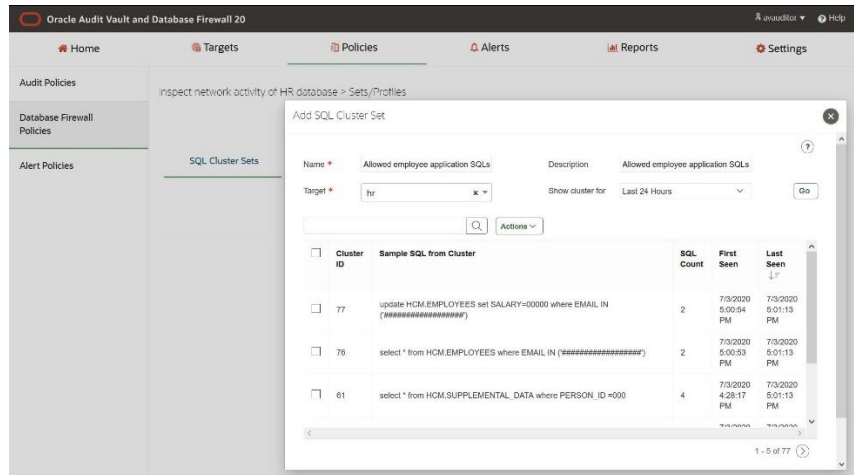 Oracle Audit Vault and Database Firewall 20
avauditor
Help
Home
Targets
Policies
Alerts
Reports
Settings
Audit Policies
Database Firewall
Policies
Alert Policies
Inspect network activity of HR database > Sets/Profiles
SQL Cluster Sets
Add SQL Cluster Set
Name * Allowed employee application SQLs
Description Allowed employee application SQLs
Target * hr
Show cluster for Last 24 Hours
Go
Actions
Cluster ID Sample SQL from Cluster SQL Count First Seen Last Seen
77 update HCM.EMPLOYEES set SALARY=00000 where EMAIL IN ('##################') 2 7/3/2020 5:00:54 PM 7/3/2020 5:01:13 PM
76 select * from HCM.EMPLOYEES where EMAIL IN ('##################') 2 7/3/2020 5:00:53 PM 7/3/2020 5:01:13 PM
61 select * from HCM.SUPPLEMENTAL_DATA where PERSON_ID =000 4 7/3/2020 4:28:17 PM 7/3/2020 5:01:13 PM
1 - 5 of 77